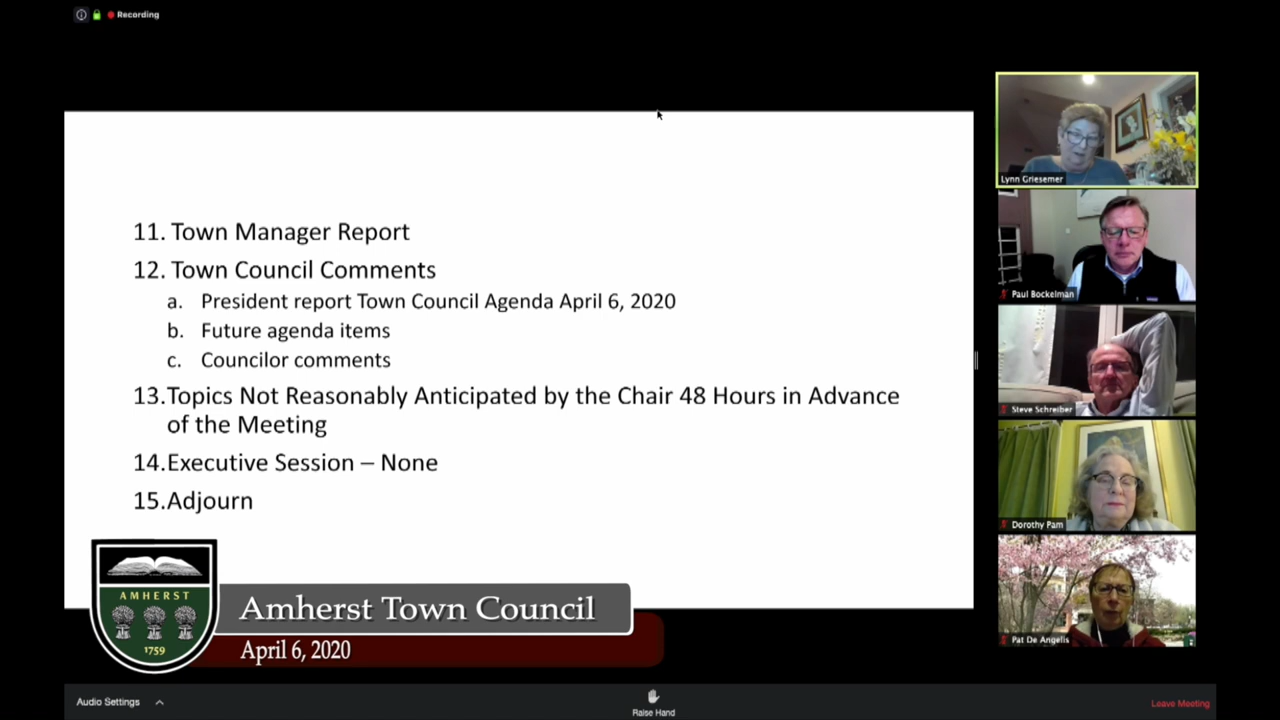 Recording
11. Town Manager Report
12. Town Council Comments
a. President report Town Council Agenda April 6, 2020
b. Future agenda items
c. Councilor comments
13.Topics Not Reasonably Anticipated by the Chair 48 Hours in Advance
of the Meeting
14.Executive Session – None
15.Adjourn
AMHERST
1759
Amherst Town Council
April 6, 2020
Lynn Griesemer
Paul Bockelman
Steve Schreiber
Dorothy Pam
Pat De Angelis
Audio Settings
Raise Hand
Leave Meeting